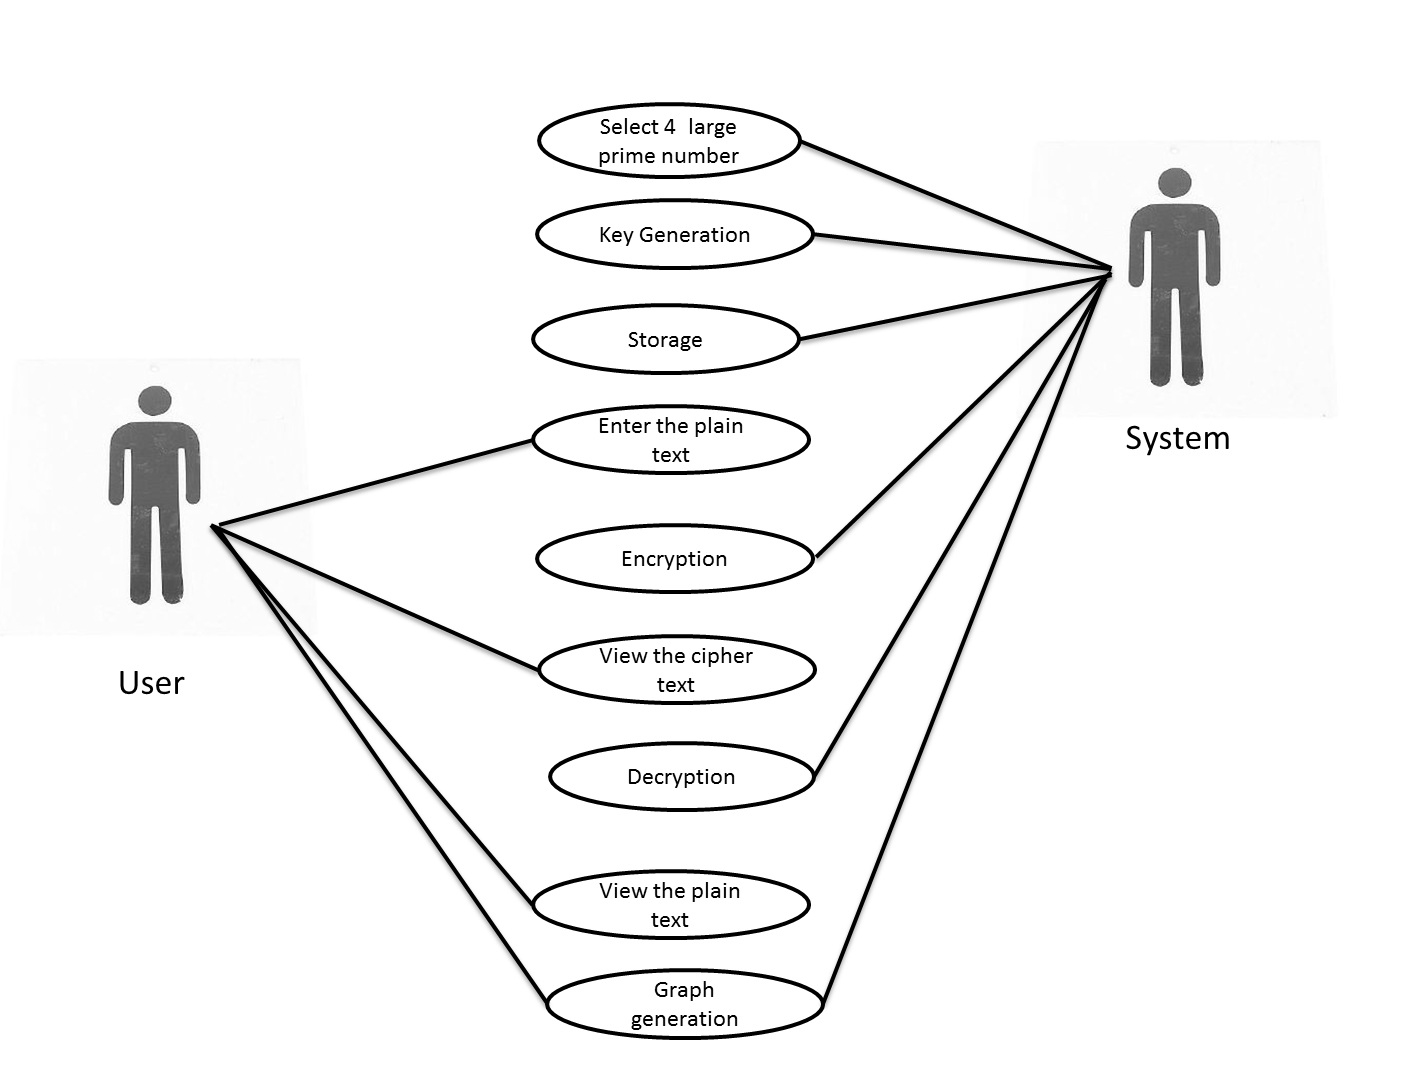 Select 4  large
prime number
Key Generation
Storage
Enter the plain
text
System
Encryption
View the cipher
text
User
Decryption
View the plain
text
Graph
generation